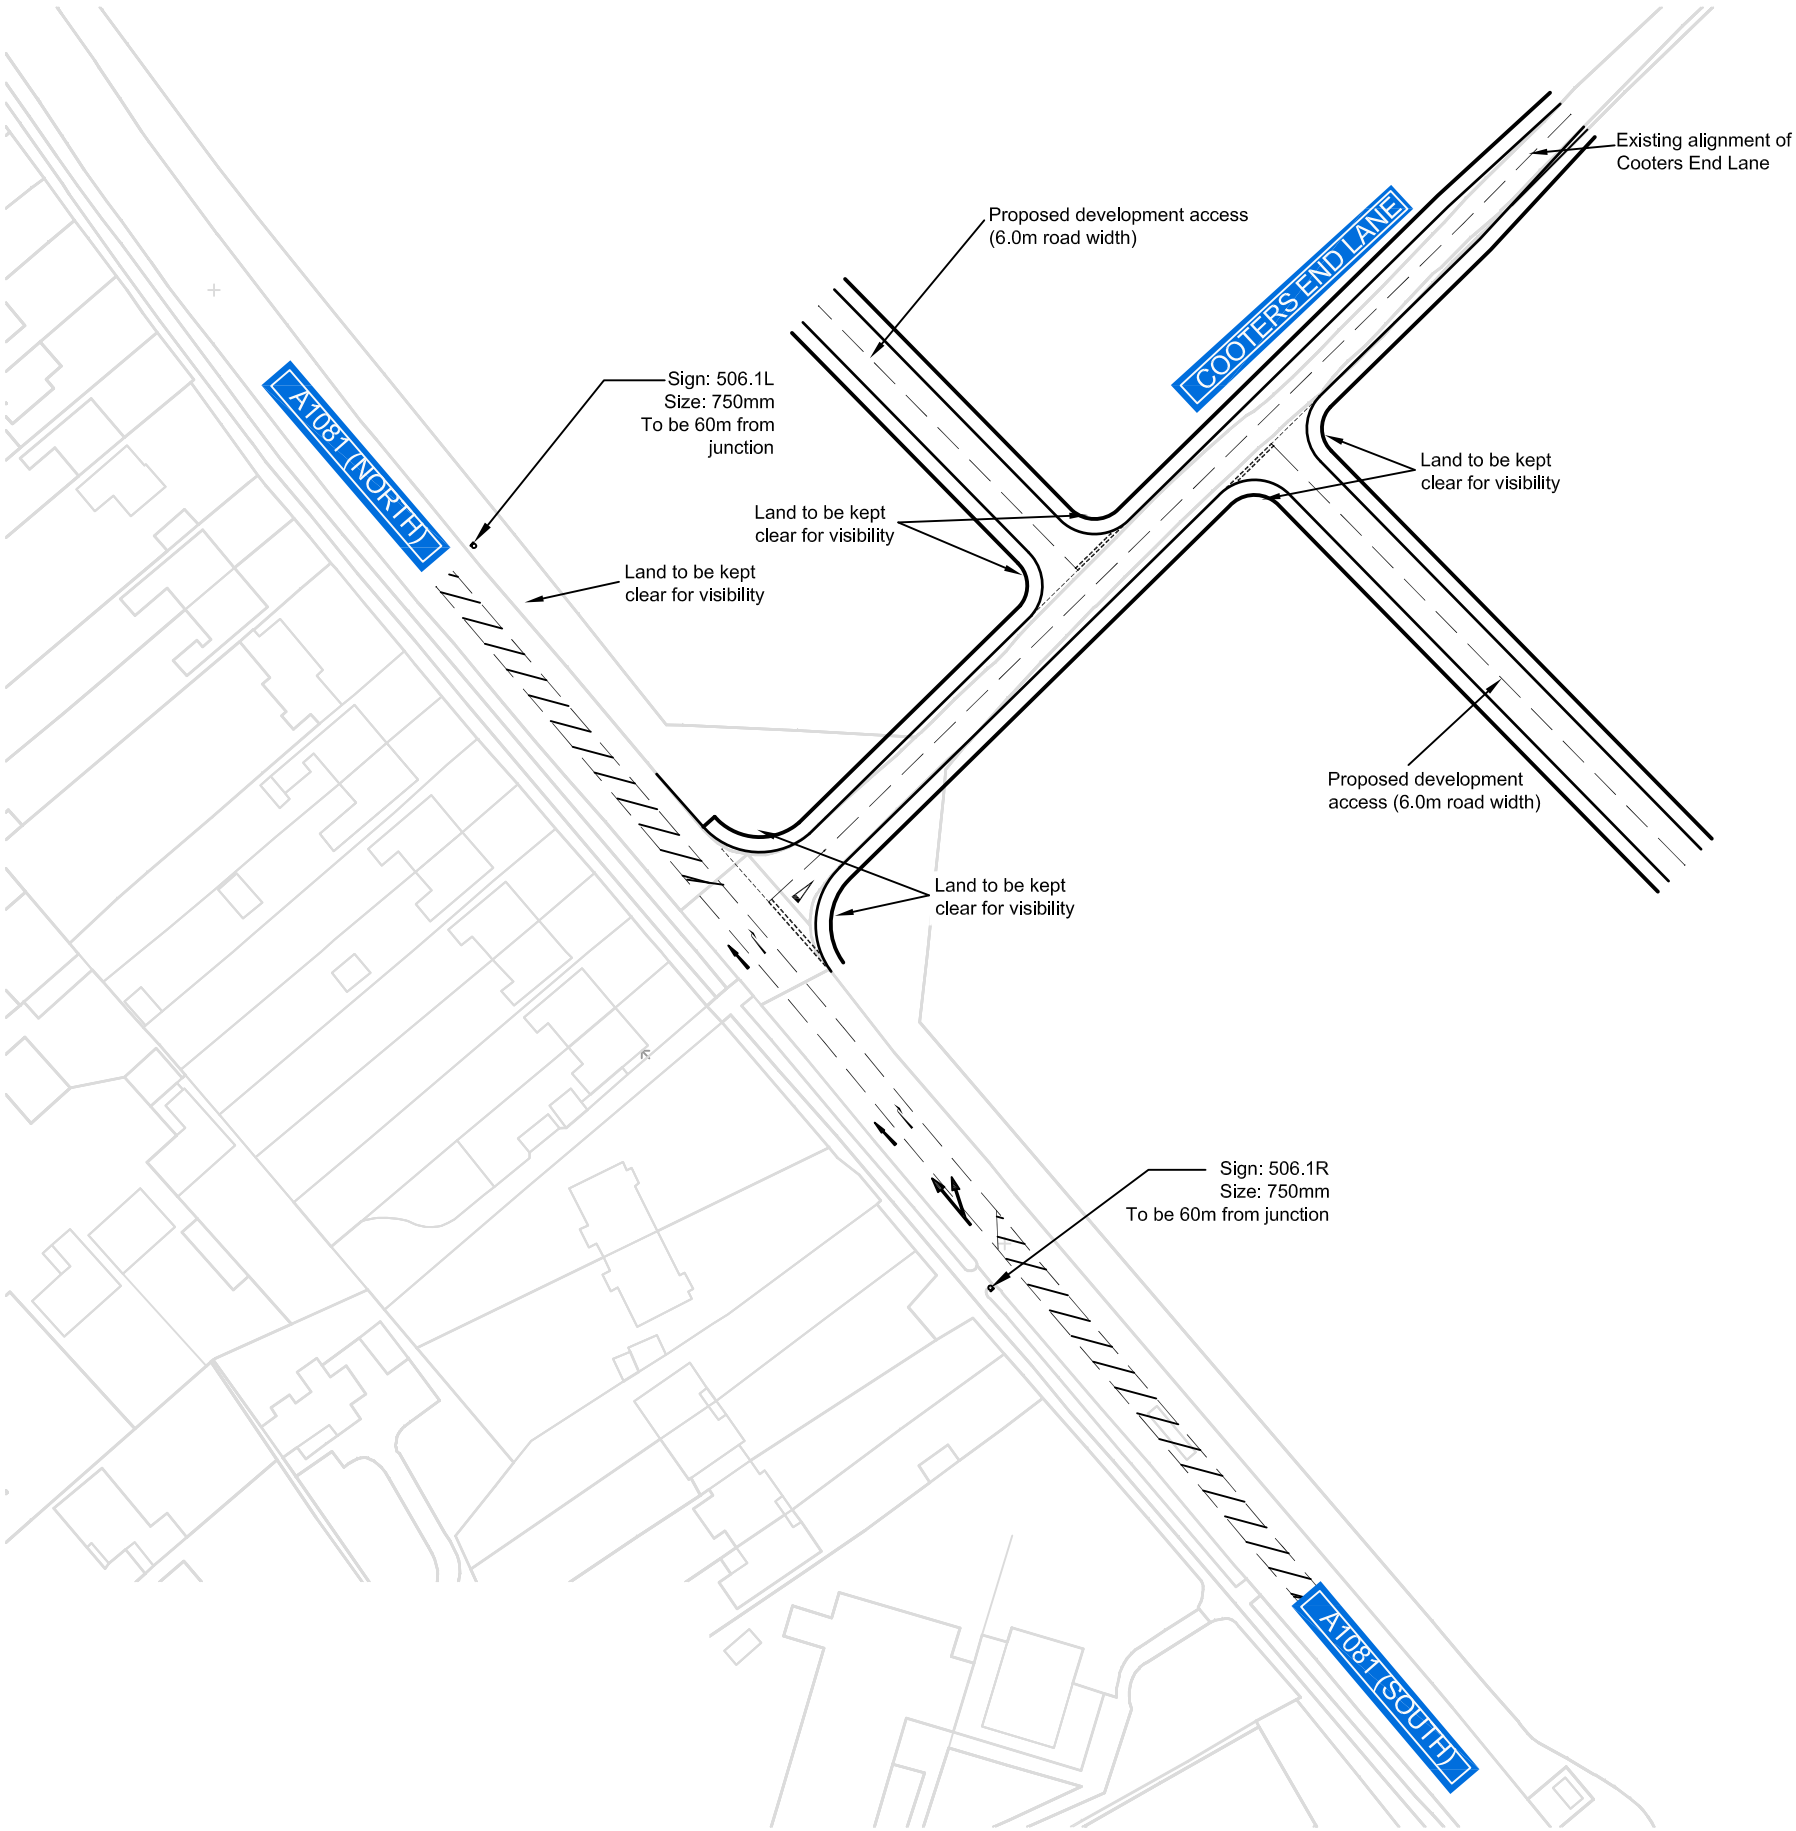 Existing alignment of
Cooters End Lane
Proposed development access
(6.0m road width)
COOTERS END LANE
Sign: 506.1L
Size: 750mm
To be 60m from
junction
A1081 (NORTH)
Land to be kept
clear for visibility
Land to be kept
clear for visibility
Land to be kept
clear for visibility
Proposed development
access (6.0m road width)
Land to be kept
clear for visibility
Sign: 506.1R
Size: 750mm
To be 60m from junction
A1081 (SOUTH)